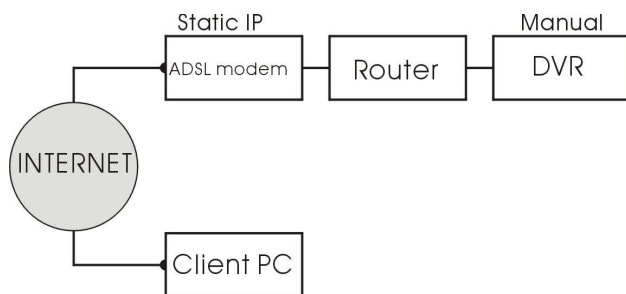 Static IP
Manual
ADSL modem
Router
DVR
INTERNET
Client PC